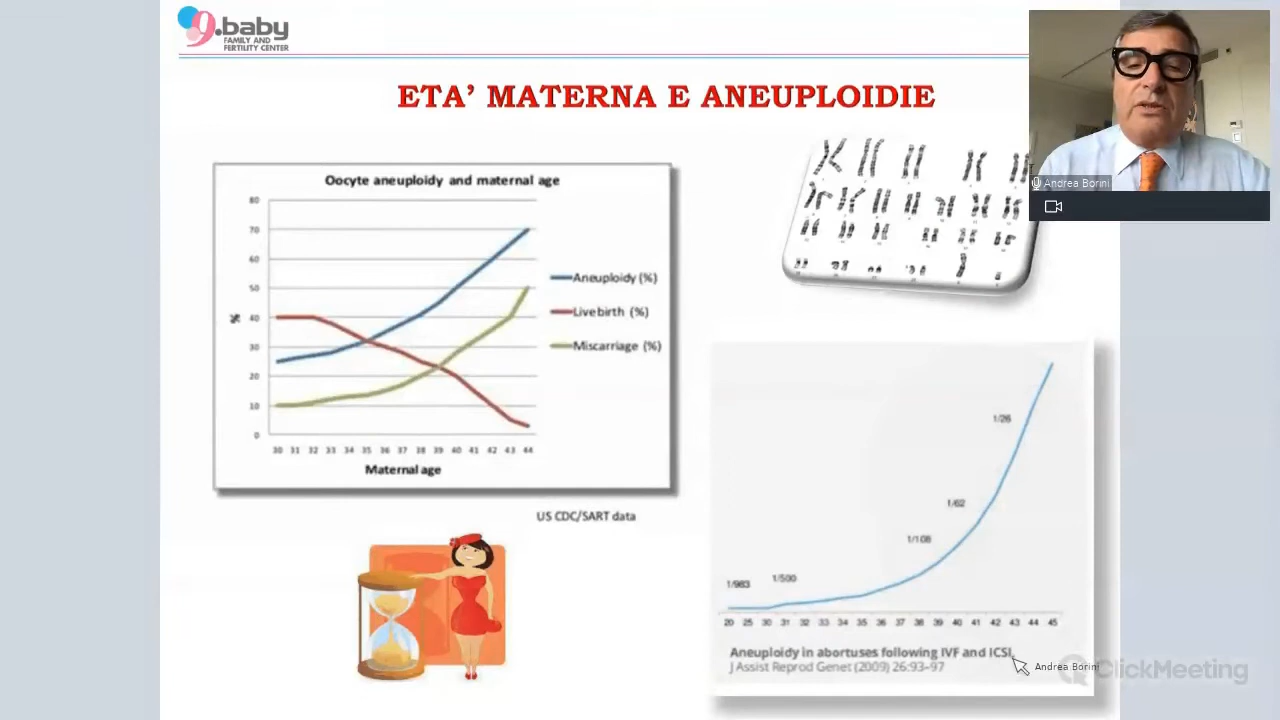 9.baby
FAMILY AND
FERTILITY CENTER
ETA' MATERNA E ANEUPLOIDIE
Andrea Borini
Oocyte aneuploidy and maternal age
80
70
60
50
40
30
20
10
0
%
Aneuploidy (%)
Live birth (%)
Miscarriage (%)
30 31 32 33 34 35 36 37 38 39 40 41 42 43 44
Maternal age
US CDC/SART data
1/26
1/62
1/108
1/500
1/983
20 25 30 31 32 33 34 35 36 37 38 39 40 41 42 43 44 45
Aneuploidy in abortuses following IVF and ICSI.
J Assist Reprod Genet (2009) 26:93–97
Andrea Borini
ClickMeeting